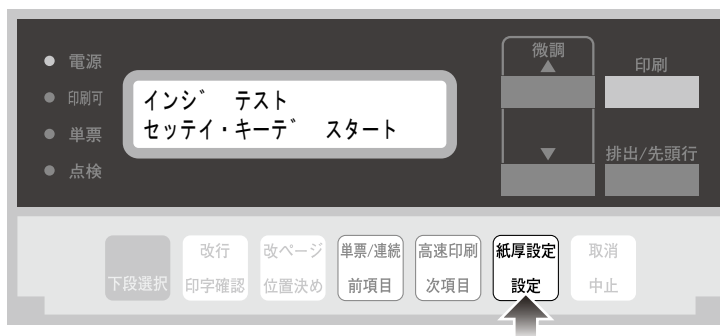 微調
電源
印刷
印刷可
インシ゛ テスト
セッテイ・キーテ゛ スタート
単票
排出/先頭行
点検
改行
改ページ
単票/連続
高速印刷
紙厚設定
取消
下段選択
印字確認
位置決め
前項目
次項目
設定
中止